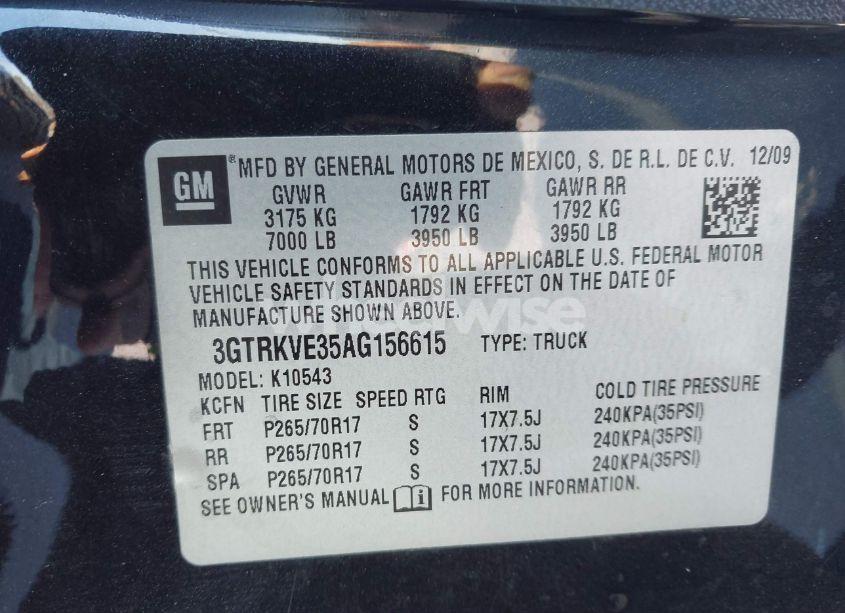 GM ® MFD BY GENERAL MOTORS DE MEXICO, S. DE R.L. DE C.V. 12/09
GVWR GAWR FRT GAWR RR
3175 KG 1792 KG 1792 KG
7000 LB 3950 LB 3950 LB
THIS VEHICLE CONFORMS TO ALL APPLICABLE U.S. FEDERAL MOTOR
VEHICLE SAFETY STANDARDS IN EFFECT ON THE DATE OF
MANUFACTURE SHOWN ABOVE.
3GTRKVE35AG156615 TYPE: TRUCK
MODEL: K10543
KCFN TIRE SIZE SPEED RTG RIM COLD TIRE PRESSURE
FRT P265/70R17 S 17X7.5J 240KPA(35PSI)
RR P265/70R17 S 17X7.5J 240KPA(35PSI)
SPA P265/70R17 S 17X7.5J 240KPA(35PSI)
SEE OWNER'S MANUAL FOR MORE INFORMATION.